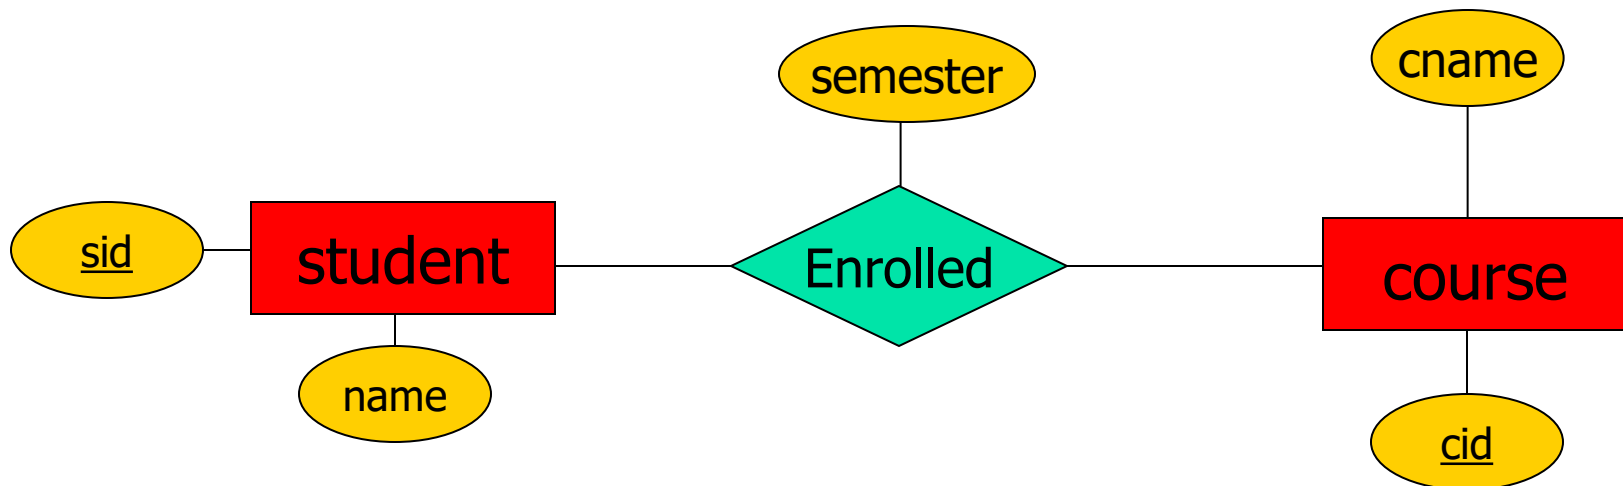 semester
cname
sid
student
Enrolled
course
name
cid